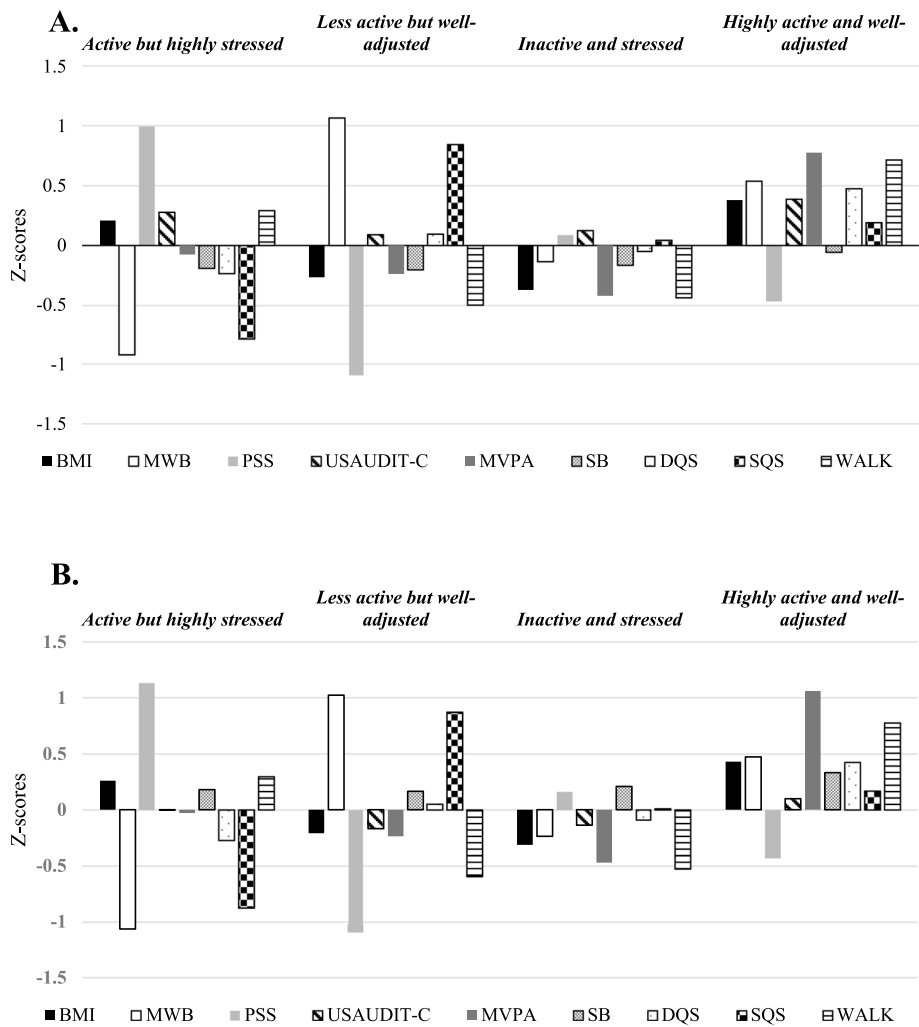 A.
Active but highly stressed
Less active but well-
adjusted
Inactive and stressed
Highly active and well-
adjusted
1.5
1
0.5
0
-0.5
-1
-1.5
Z-scores
BMI MWB PSS USAUDIT-C MVPA SB DQS SQS WALK
B.
Active but highly stressed
Less active but well-
adjusted
Inactive and stressed
Highly active and well-
adjusted
1.5
1
0.5
0
-0.5
-1
-1.5
Z-scores
BMI MWB PSS USAUDIT-C MVPA SB DQS SQS WALK